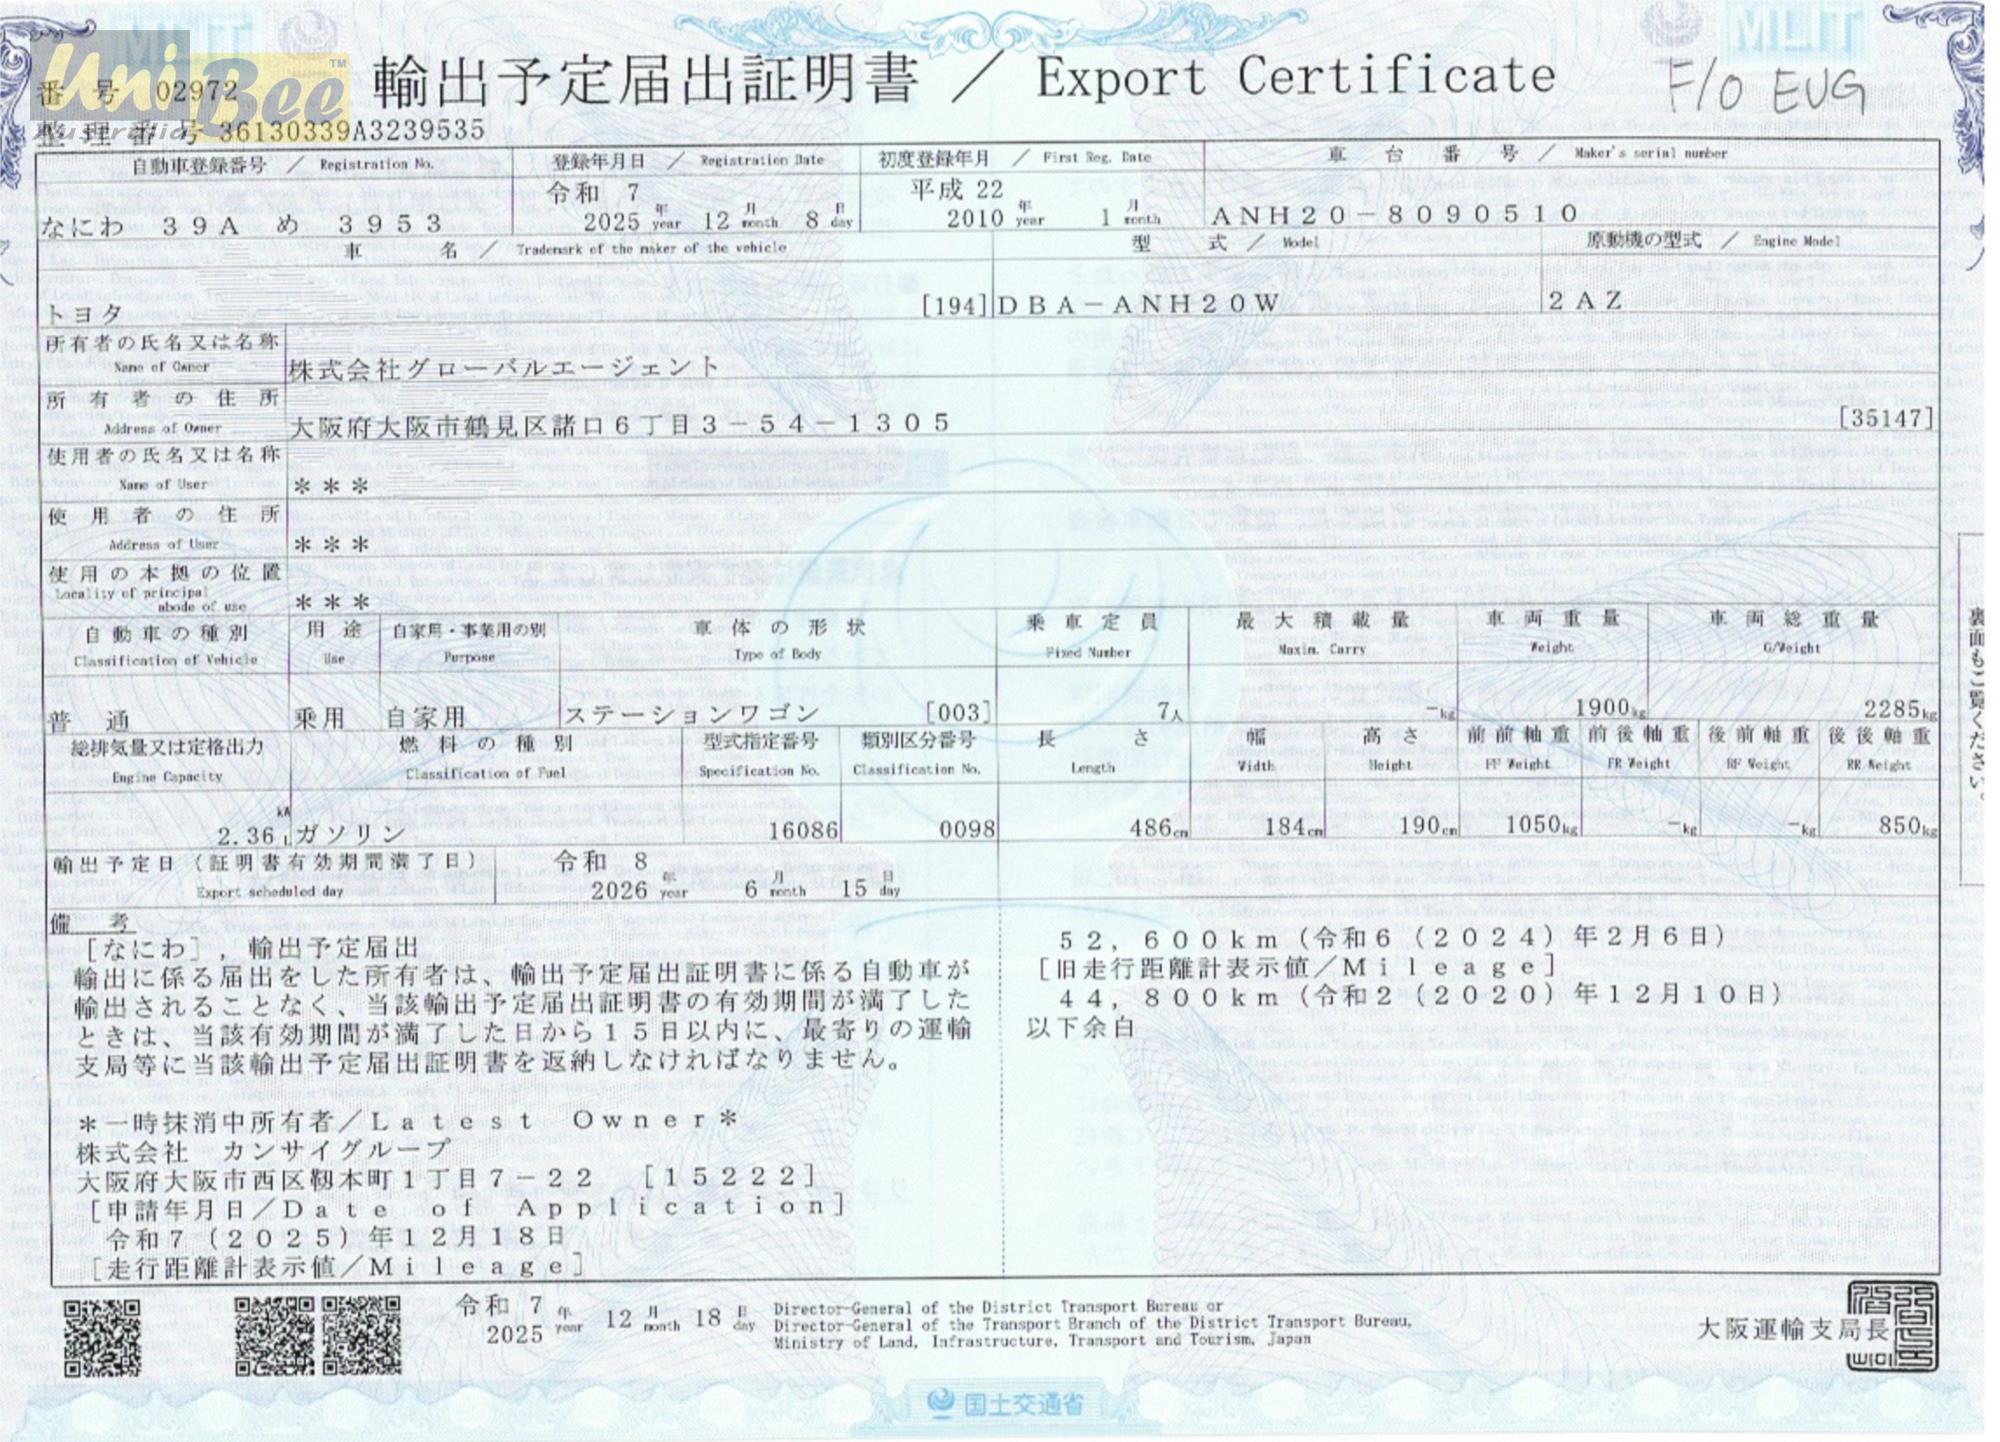 MLIT
MLIT
UniBee™
Australia
輸出予定届出証明書 ／ Export Certificate
F/O EUG
番 号 02972
整理番号 36130339A3239535
自動車登録番号 ／ Registration No.
登録年月日 ／ Registration Date
初度登録年月 ／ First Reg. Date
車 台 番 号 ／ Maker's serial number
なにわ 39A め 3953
令和 7
2025 年 year 12 月 month 8 日 day
平成 22
2010 年 year 1 月 month
ANH20-8090510
車 名 ／ Trademark of the maker of the vehicle
型 式 ／ Model
原動機の型式 ／ Engine Model
トヨタ [194]
DBA-ANH20W
2AZ
所有者の氏名又は名称
Name of Owner
株式会社グローバルエージェント
所有者の住所
Address of Owner
大阪府大阪市鶴見区諸口6丁目3-54-1305 [35147]
使用者の氏名又は名称
Name of User
***
使用者の住所
Address of User
***
使用の本拠の位置
Locality of principal
abode of use
***
自動車の種別
Classification of Vehicle
用途
Use
自家用・事業用の別
Purpose
車体の形状
Type of Body
乗車定員
Fixed Number
最大積載量
Maxim. Carry
車両重量
Weight
車両総重量
G/Weight
普 通
乗用
自家用
ステーションワゴン [003]
7人
-kg
1900kg
2285kg
総排気量又は定格出力
Engine Capacity
燃料の種別
Classification of Fuel
型式指定番号
Specification No.
類別区分番号
Classification No.
長 さ
Length
幅
Width
高さ
Height
前前軸重
FF Weight
前後軸重
FR Weight
後前軸重
RF Weight
後後軸重
RR Weight
kW
2.36 L
ガソリン
16086
0098
486cm
184cm
190cm
1050kg
-kg
-kg
850kg
輸出予定日（証明書有効期間満了日）
Export scheduled day
令和 8
2026 年 year 6 月 month 15 日 day
備 考
[なにわ]，輸出予定届出
輸出に係る届出をした所有者は、輸出予定届出証明書に係る自動車が
輸出されることなく、当該輸出予定届出証明書の有効期間が満了した
ときは、当該有効期間が満了した日から15日以内に、最寄りの運輸
支局等に当該輸出予定届出証明書を返納しなければなりません。
*一時抹消中所有者／Latest Owner*
株式会社 カンサイグループ
大阪府大阪市西区靱本町1丁目7-22 [15222]
[申請年月日／Date of Application]
令和7（2025）年12月18日
[走行距離計表示値／Mileage]
52，600km（令和6（2024）年2月6日）
[旧走行距離計表示値／Mileage]
44，800km（令和2（2020）年12月10日）
以下余白
裏面もご覧ください。
令和 7
2025 年 year 12 月 month 18 日 day
Director-General of the District Transport Bureau or
Director-General of the Transport Branch of the District Transport Bureau,
Ministry of Land, Infrastructure, Transport and Tourism, Japan
大阪運輸支局長
国土交通省